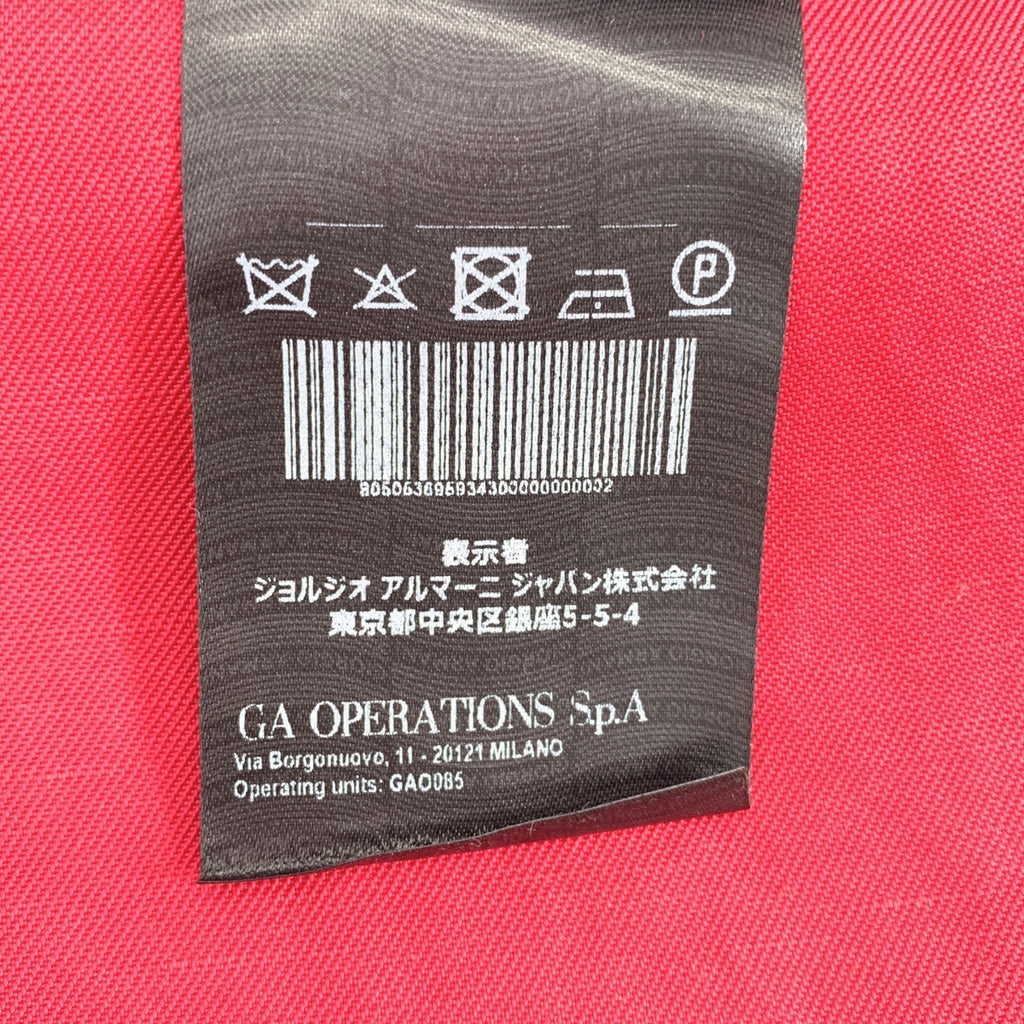 P
8050536959343000000000002
表示者
ジョルジオ アルマーニ ジャパン株式会社
東京都中央区銀座5-5-4
GA OPERATIONS S.p.A
Via Borgonuovo, 11 - 20121 MILANO
Operating units: GAO085